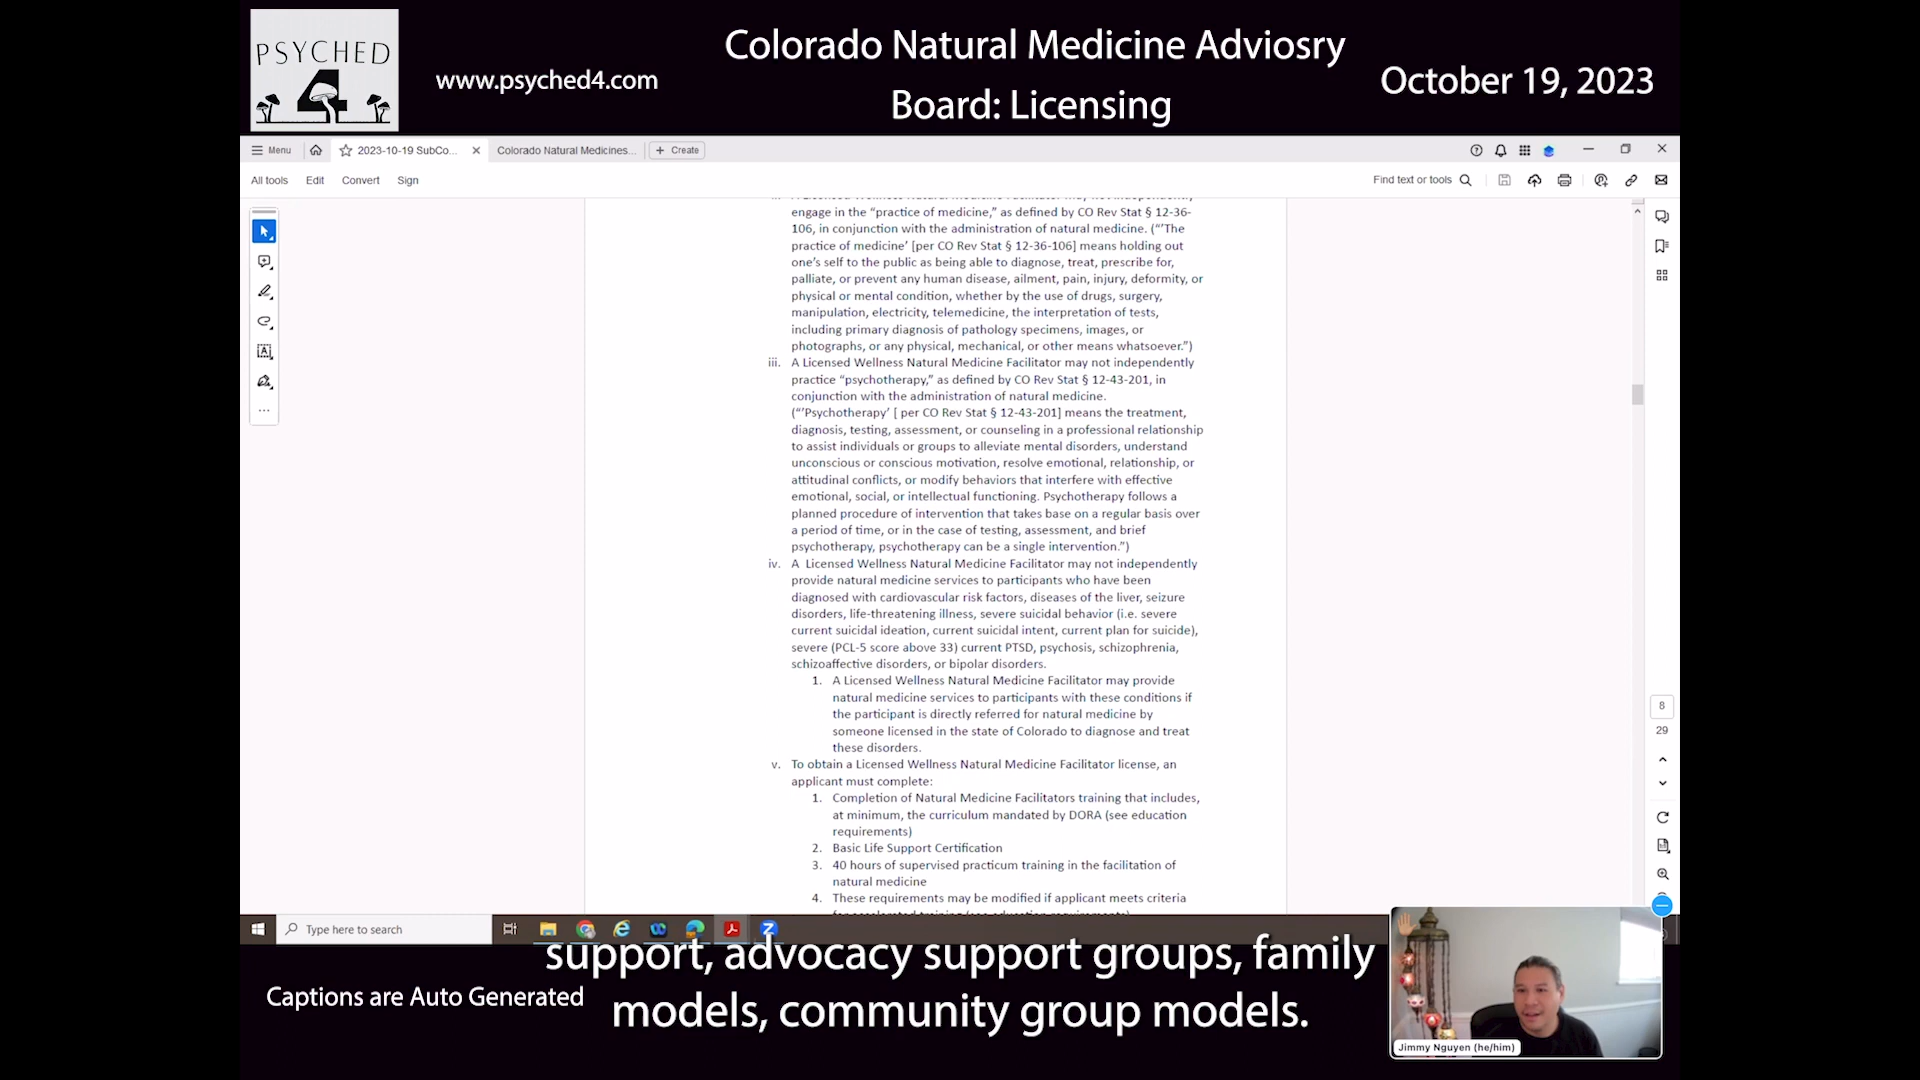 PSYCHED
4
www.psyched4.com
Colorado Natural Medicine Adviosry
Board: Licensing
October 19, 2023
Menu
2023-10-19 SubCo...
Colorado Natural Medicines...
Create
All tools
Edit
Convert
Sign
Find text or tools
engage in the “practice of medicine,” as defined by CO Rev Stat § 12-36-
106, in conjunction with the administration of natural medicine. (“’The
practice of medicine’ [per CO Rev Stat § 12-36-106] means holding out
one’s self to the public as being able to diagnose, treat, prescribe for,
palliate, or prevent any human disease, ailment, pain, injury, deformity, or
physical or mental condition, whether by the use of drugs, surgery,
manipulation, electricity, telemedicine, the interpretation of tests,
including primary diagnosis of pathology specimens, images, or
photographs, or any physical, mechanical, or other means whatsoever.”)
iii. A Licensed Wellness Natural Medicine Facilitator may not independently
practice “psychotherapy,” as defined by CO Rev Stat § 12-43-201, in
conjunction with the administration of natural medicine.
(“’Psychotherapy’ [ per CO Rev Stat § 12-43-201] means the treatment,
diagnosis, testing, assessment, or counseling in a professional relationship
to assist individuals or groups to alleviate mental disorders, understand
unconscious or conscious motivation, resolve emotional, relationship, or
attitudinal conflicts, or modify behaviors that interfere with effective
emotional, social, or intellectual functioning. Psychotherapy follows a
planned procedure of intervention that takes base on a regular basis over
a period of time, or in the case of testing, assessment, and brief
psychotherapy, psychotherapy can be a single intervention.”)
iv. A Licensed Wellness Natural Medicine Facilitator may not independently
provide natural medicine services to participants who have been
diagnosed with cardiovascular risk factors, diseases of the liver, seizure
disorders, life-threatening illness, severe suicidal behavior (i.e. severe
current suicidal ideation, current suicidal intent, current plan for suicide),
severe (PCL-5 score above 33) current PTSD, psychosis, schizophrenia,
schizoaffective disorders, or bipolar disorders.
1. A Licensed Wellness Natural Medicine Facilitator may provide
natural medicine services to participants with these conditions if
the participant is directly referred for natural medicine by
someone licensed in the state of Colorado to diagnose and treat
these disorders.
v. To obtain a Licensed Wellness Natural Medicine Facilitator license, an
applicant must complete:
1. Completion of Natural Medicine Facilitators training that includes,
at minimum, the curriculum mandated by DORA (see education
requirements)
2. Basic Life Support Certification
3. 40 hours of supervised practicum training in the facilitation of
natural medicine
4. These requirements may be modified if applicant meets criteria
8
29
Type here to search
support, advocacy support groups, family
models, community group models.
Captions are Auto Generated
Jimmy Nguyen (he/him)